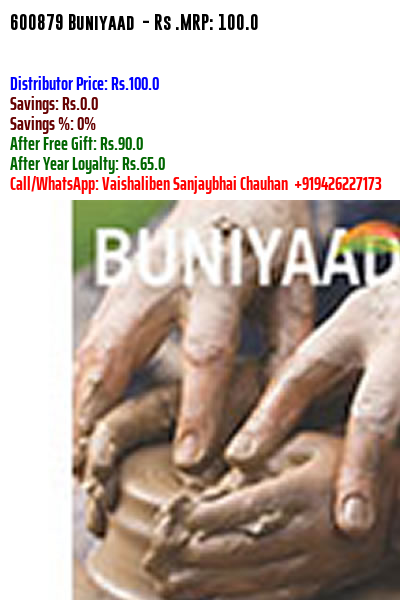 600879 Buniyaad - Rs .MRP: 100.0
Distributor Price: Rs.100.0
Savings: Rs.0.0
Savings %: 0%
After Free Gift: Rs.90.0
After Year Loyalty: Rs.65.0
Call/WhatsApp: Vaishaliben Sanjaybhai Chauhan +919426227173
BUNIYAAD